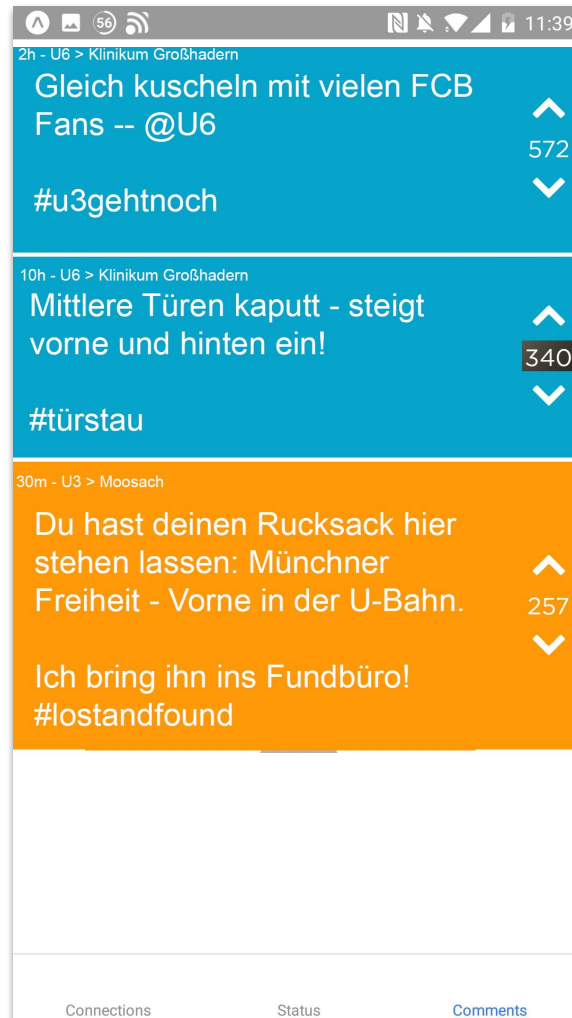 56 11:39
2h - U6 > Klinikum Großhadern
Gleich kuscheln mit vielen FCB
Fans -- @U6
572
#u3gehtnoch
10h - U6 > Klinikum Großhadern
Mittlere Türen kaputt - steigt
vorne und hinten ein!
340
#türstau
30m - U3 > Moosach
Du hast deinen Rucksack hier
stehen lassen: Münchner
Freiheit - Vorne in der U-Bahn.
257
Ich bring ihn ins Fundbüro!
#lostandfound
Connections Status Comments